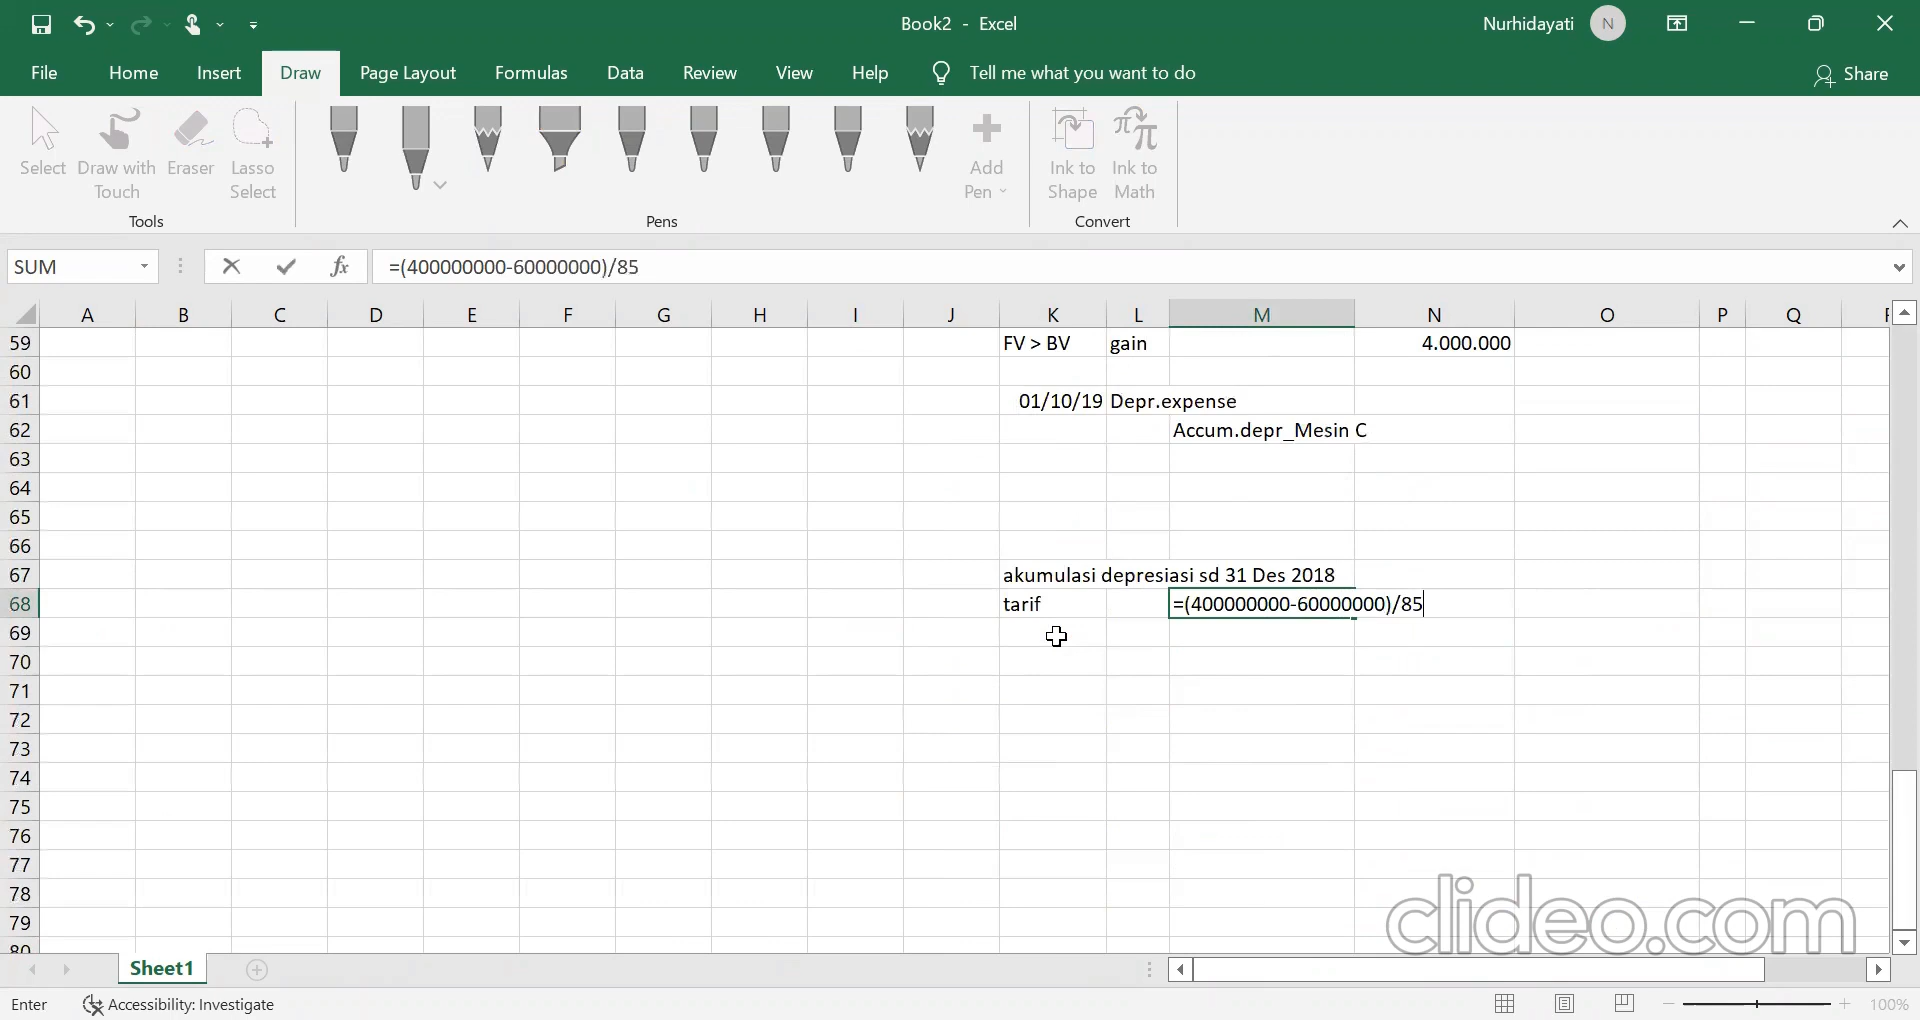 Book2 - Excel
Nurhidayati
N
File
Home
Insert
Draw
Page Layout
Formulas
Data
Review
View
Help
Tell me what you want to do
Share
Select
Draw with
Touch
Eraser
Lasso
Select
Add
Pen
Ink to
Shape
Ink to
Math
Tools
Pens
Convert
SUM
fx
=(400000000-60000000)/85
A B C D E F G H I J K L M N O P Q
59 FV > BV gain 4.000.000
60
61 01/10/19 Depr.expense
62 Accum.depr_Mesin C
63
64
65
66
67 akumulasi depresiasi sd 31 Des 2018
68 tarif =(400000000-60000000)/85
69
70
71
72
73
74
75
76
77
78
79
80
clideo.com
Sheet1
Enter
Accessibility: Investigate
100%